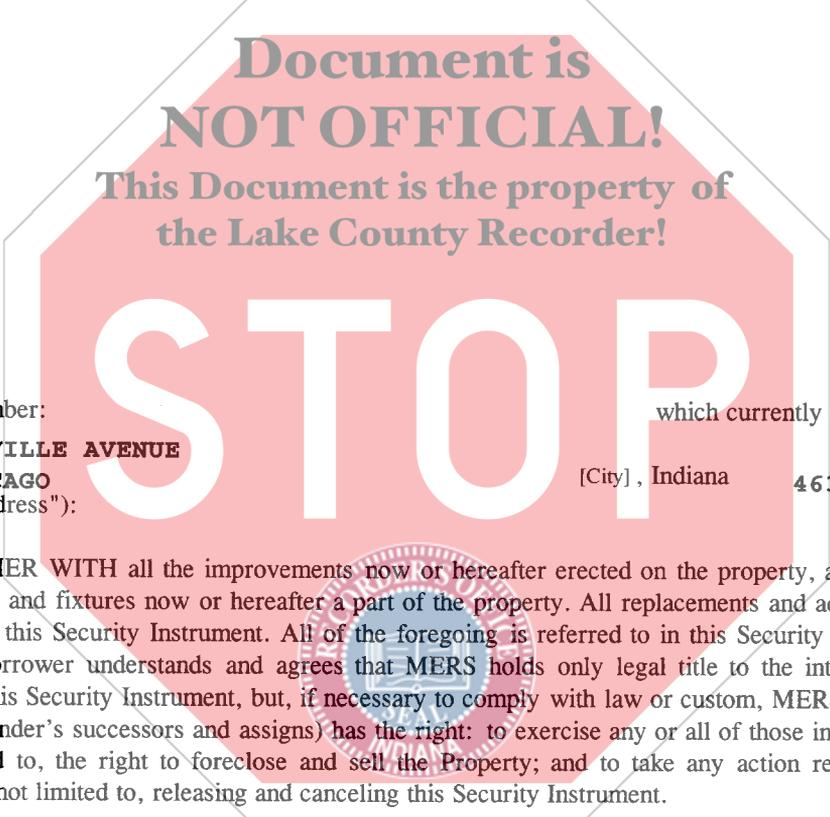 Document is
NOT OFFICIAL!
This Document is the property of
the Lake County Recorder!
STOP
ber: which currently
VILLE AVENUE
AGO [City] , Indiana 461
dress"):
ER WITH all the improvements now or hereafter erected on the property, a
and fixtures now or hereafter a part of the property. All replacements and ad
this Security Instrument. All of the foregoing is referred to in this Security
rrower understands and agrees that MERS holds only legal title to the int
is Security Instrument, but, if necessary to comply with law or custom, MER
nder's successors and assigns) has the right: to exercise any or all of those in
to, the right to foreclose and sell the Property; and to take any action re
not limited to, releasing and canceling this Security Instrument.
RECORDER'S OFFICE
SEAL
INDIANA